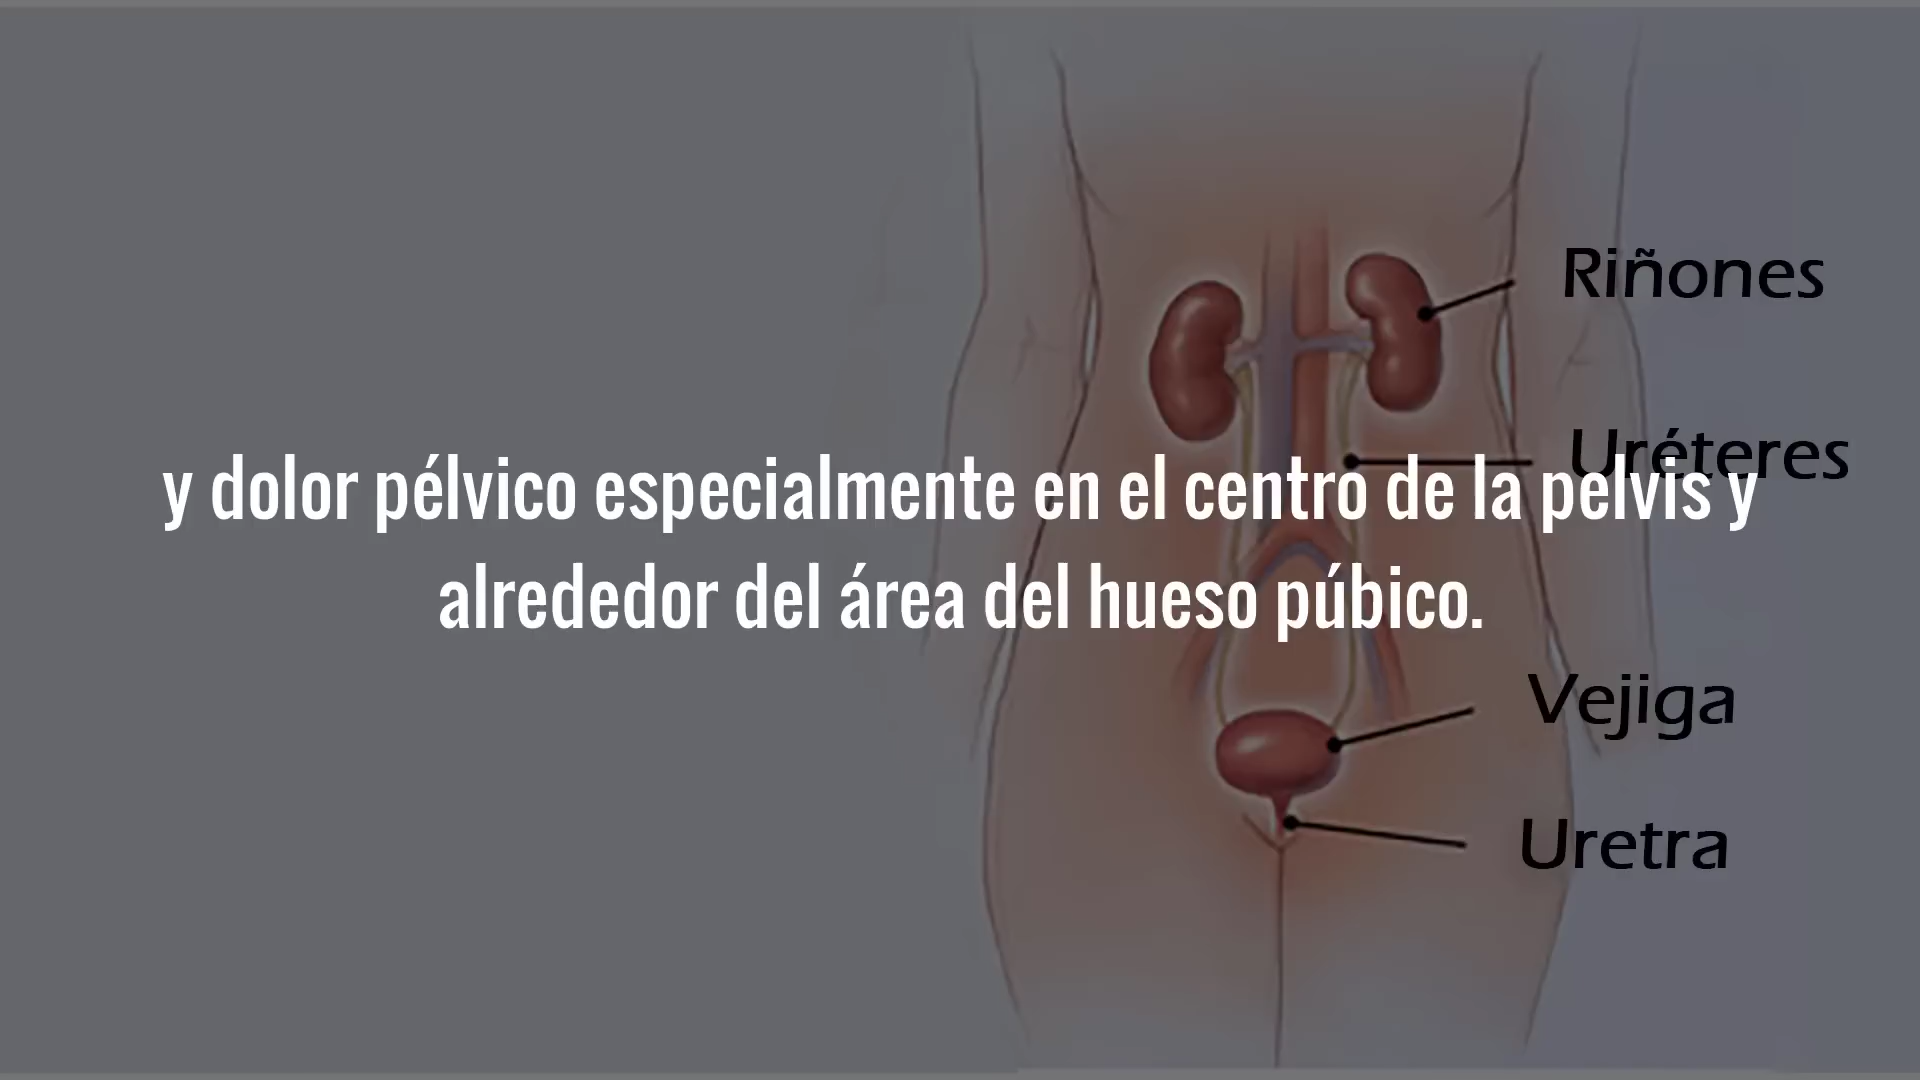 Riñones
Uréteres
y dolor pélvico especialmente en el centro de la pelvis y
alrededor del área del hueso púbico.
Vejiga
Uretra